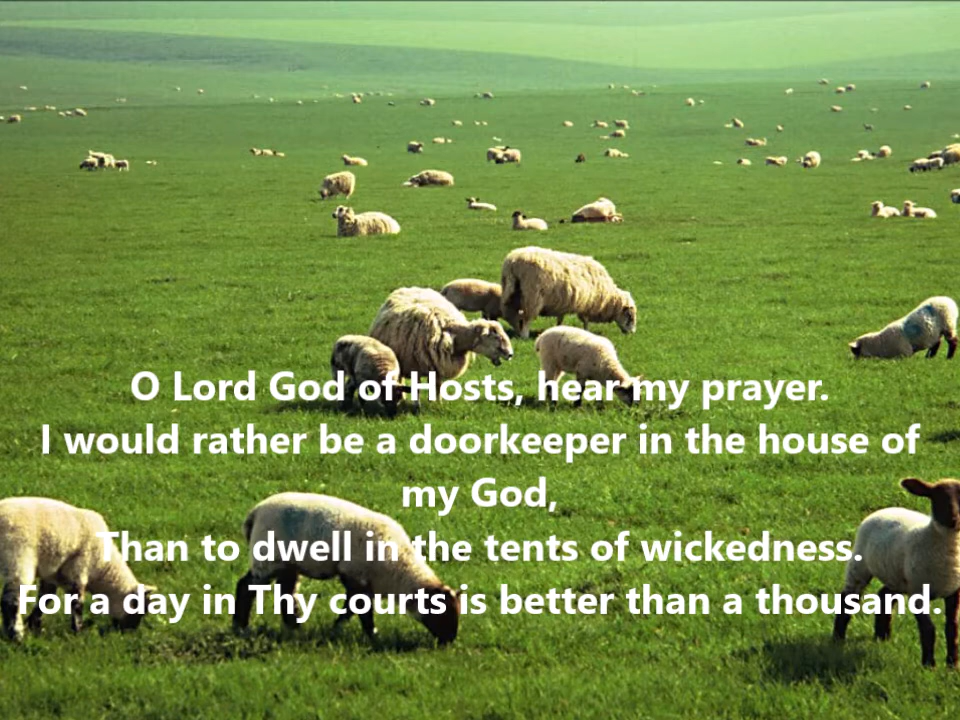 O Lord God of Hosts, hear my prayer.
I would rather be a doorkeeper in the house of
my God,
Than to dwell in the tents of wickedness.
For a day in Thy courts is better than a thousand.